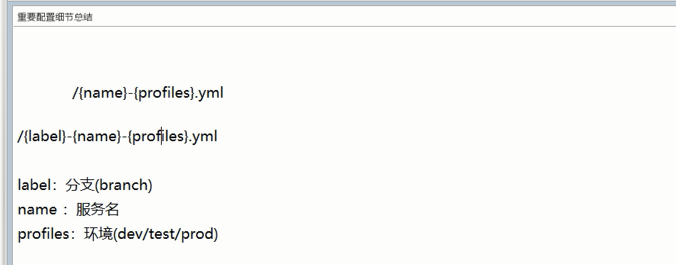 重要配置细节总结
/{name}-{profiles}.yml
/{label}-{name}-{profiles}.yml
label：分支(branch)
name ：服务名
profiles：环境(dev/test/prod)